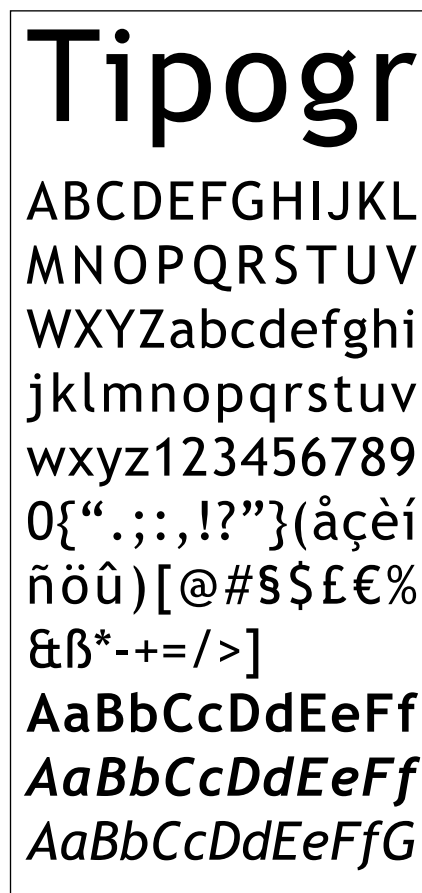 Tipogr
ABCDEFGHIJKL
MNOPQRSTUV
WXYZabcdefghi
jklmnopqrstuv
wxyz123456789
0{“.;:,!?”}(åçèí
ñöû)[@#§$£€%
&ß*-+=/>]
AaBbCcDdEeFf
AaBbCcDdEeFf
AaBbCcDdEeFfG